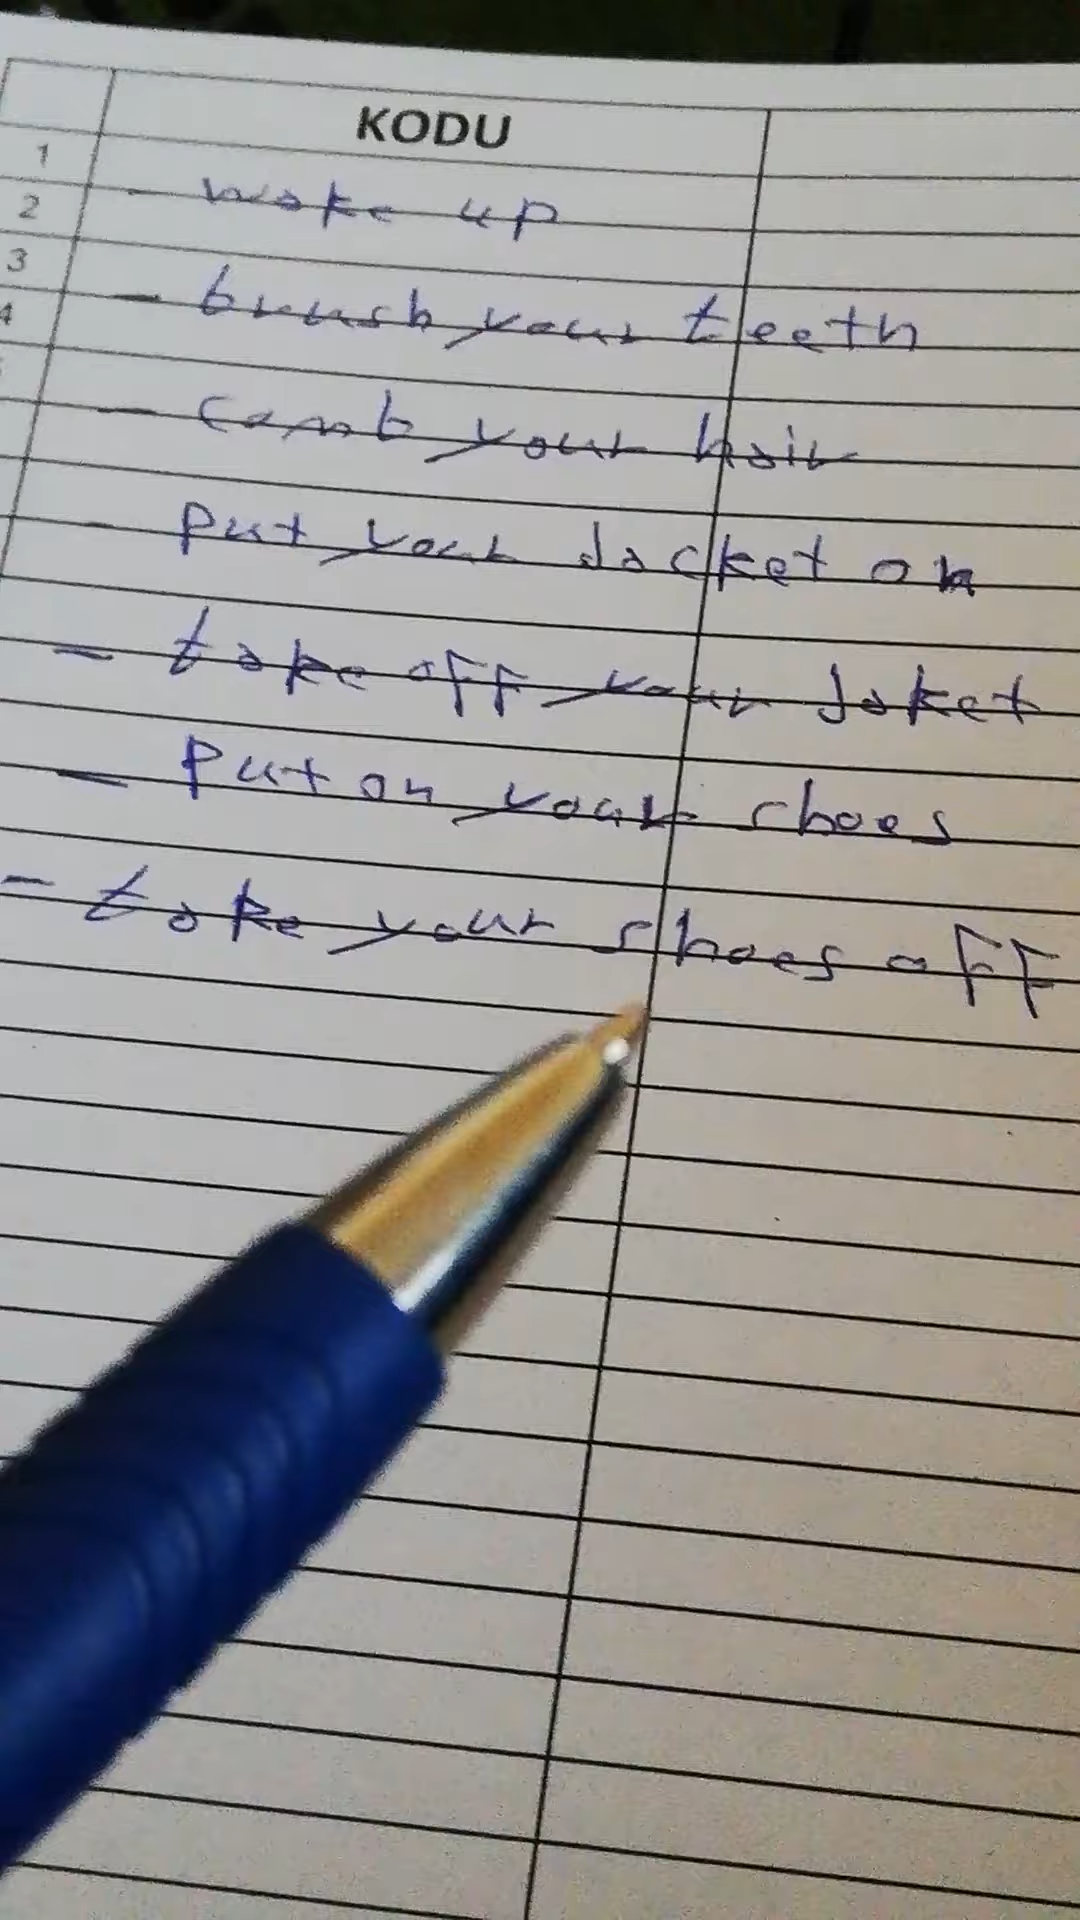 KODU
1
2
3
4
- wake up
- brush your teeth
- comb your hair
- Put your Jacket on
- take off your Jaket
- Put on your shoes
- take your shoes off